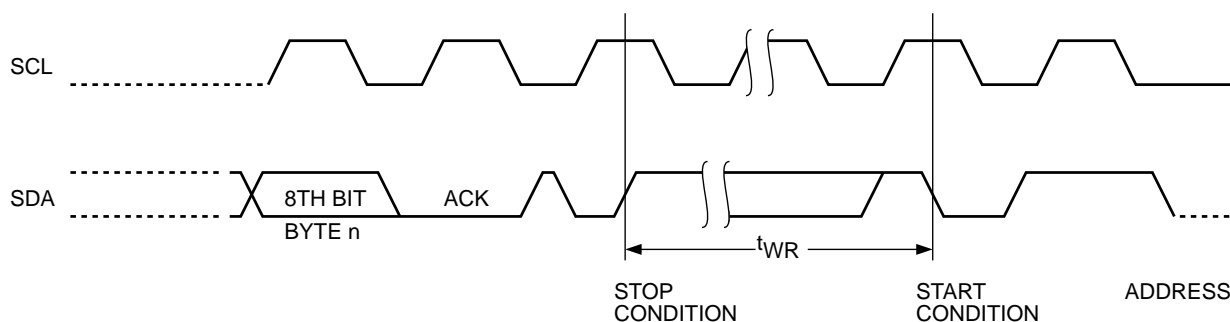 SCL
SDA
8TH BIT
ACK
BYTE n
tWR
STOP
CONDITION
START
CONDITION
ADDRESS